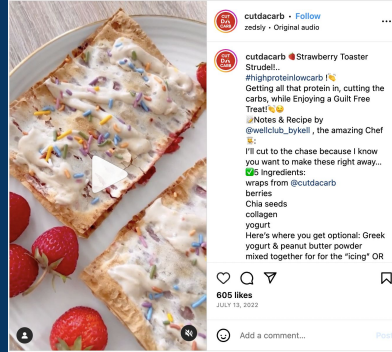 cutdacarb • Follow
zedsly • Original audio
CUT
DA
CARB
cutdacarb 🍓Strawberry Toaster
Strudel!..
#highproteinlowcarb !👏
Getting all that protein in, cutting the
carbs, while Enjoying a Guilt Free
Treat!👏😋
📝Notes & Recipe by
@wellclub_bykell , the amazing Chef
:
I'll cut to the chase because I know
you want to make these right away...
✅5 Ingredients:
wraps from @cutdacarb
berries
Chia seeds
collagen
yogurt
Here's where you get optional: Greek
yogurt & peanut butter powder
mixed together for for the "icing" OR
605 likes
JULY 13, 2022
Add a comment...
Post